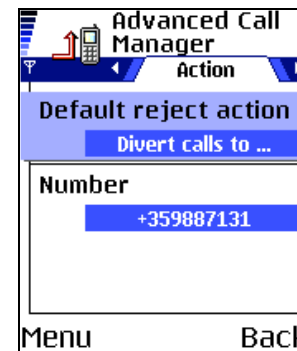 Advanced Call
Manager
Action
Default reject action
Divert calls to ...
Number
+359887131
Menu
Back